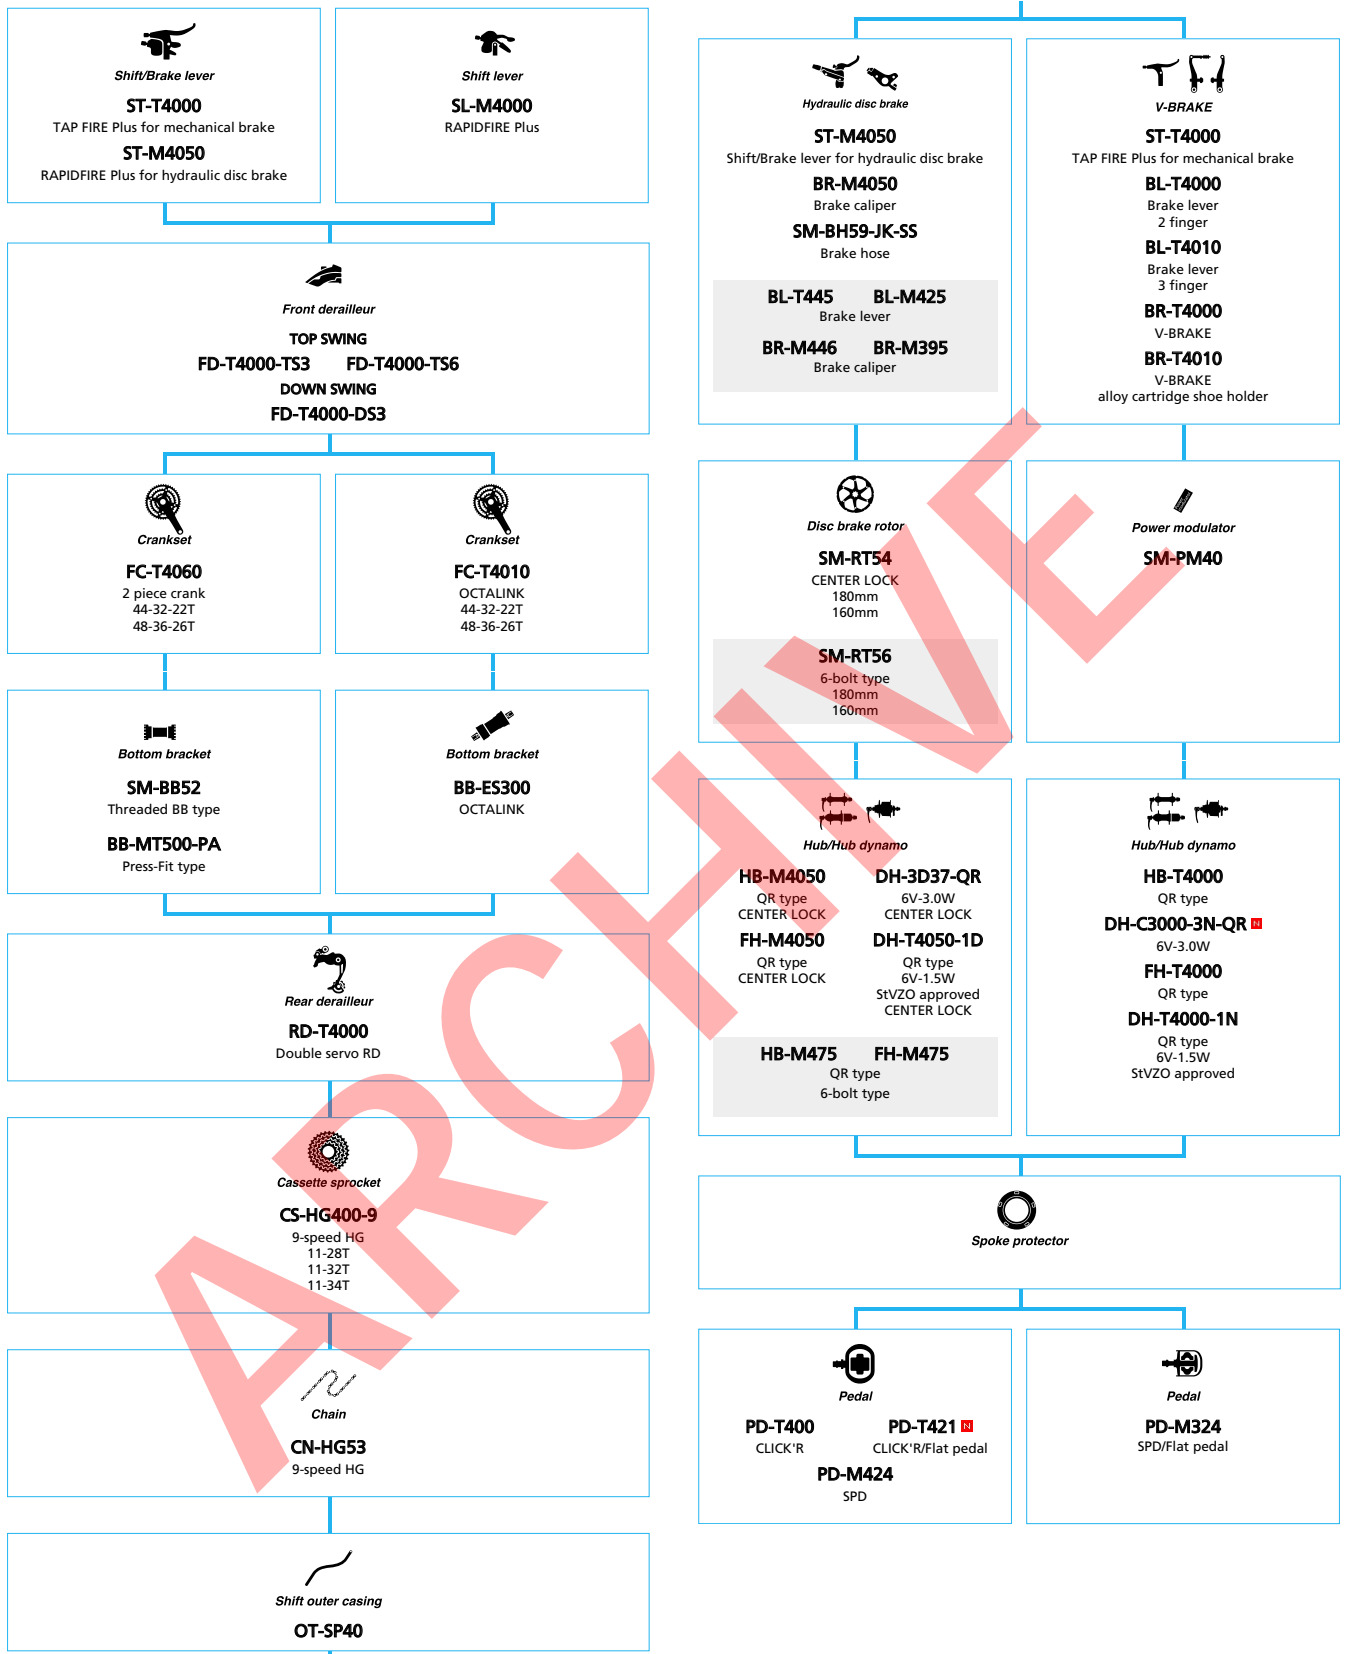 Shift/Brake lever
ST-T4000
TAP FIRE Plus for mechanical brake
ST-M4050
RAPIDFIRE Plus for hydraulic disc brake
Shift lever
SL-M4000
RAPIDFIRE Plus
Front derailleur
TOP SWING
FD-T4000-TS3 FD-T4000-TS6
DOWN SWING
FD-T4000-DS3
Crankset
FC-T4060
2 piece crank
44-32-22T
48-36-26T
Crankset
FC-T4010
OCTALINK
44-32-22T
48-36-26T
Bottom bracket
SM-BB52
Threaded BB type
BB-MT500-PA
Press-Fit type
Bottom bracket
BB-ES300
OCTALINK
Rear derailleur
RD-T4000
Double servo RD
Cassette sprocket
CS-HG400-9
9-speed HG
11-28T
11-32T
11-34T
Chain
CN-HG53
9-speed HG
Shift outer casing
OT-SP40
Hydraulic disc brake
ST-M4050
Shift/Brake lever for hydraulic disc brake
BR-M4050
Brake caliper
SM-BH59-JK-SS
Brake hose
BL-T445 BL-M425
Brake lever
BR-M446 BR-M395
Brake caliper
V-BRAKE
ST-T4000
TAP FIRE Plus for mechanical brake
BL-T4000
Brake lever
2 finger
BL-T4010
Brake lever
3 finger
BR-T4000
V-BRAKE
BR-T4010
V-BRAKE
alloy cartridge shoe holder
Disc brake rotor
SM-RT54
CENTER LOCK
180mm
160mm
SM-RT56
6-bolt type
180mm
160mm
Power modulator
SM-PM40
Hub/Hub dynamo
HB-M4050
QR type
CENTER LOCK
FH-M4050
QR type
CENTER LOCK
DH-3D37-QR
6V-3.0W
CENTER LOCK
DH-T4050-1D
QR type
6V-1.5W
StVZO approved
CENTER LOCK
HB-M475 FH-M475
QR type
6-bolt type
Hub/Hub dynamo
HB-T4000
QR type
DH-C3000-3N-QR N
6V-3.0W
FH-T4000
QR type
DH-T4000-1N
QR type
6V-1.5W
StVZO approved
Spoke protector
Pedal
PD-T400
CLICK'R
PD-T421 N
CLICK'R/Flat pedal
PD-M424
SPD
Pedal
PD-M324
SPD/Flat pedal
ARCHIVE